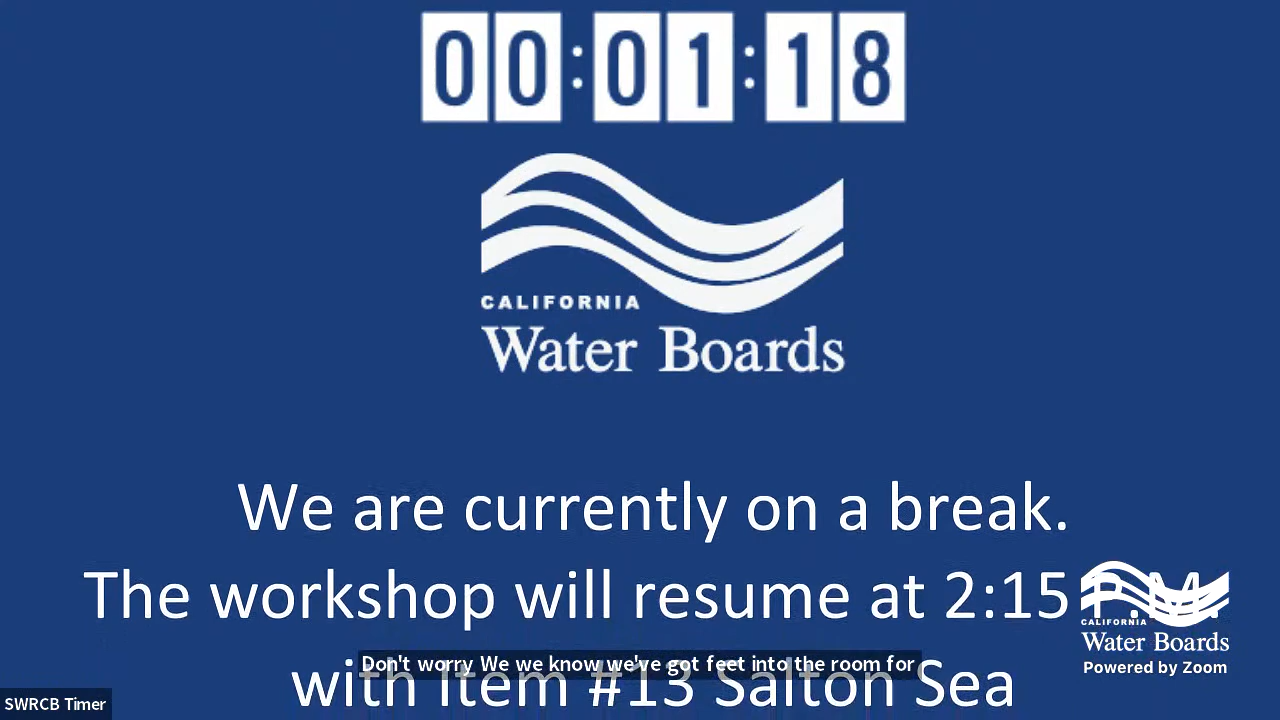 00:01:18
CALIFORNIA
Water Boards
We are currently on a break.
The workshop will resume at 2:15 P.M.
with Item #13 Salton Sea
Don't worry We we know we've got feet into the room for
CALIFORNIA
Water Boards
Powered by Zoom
SWRCB Timer